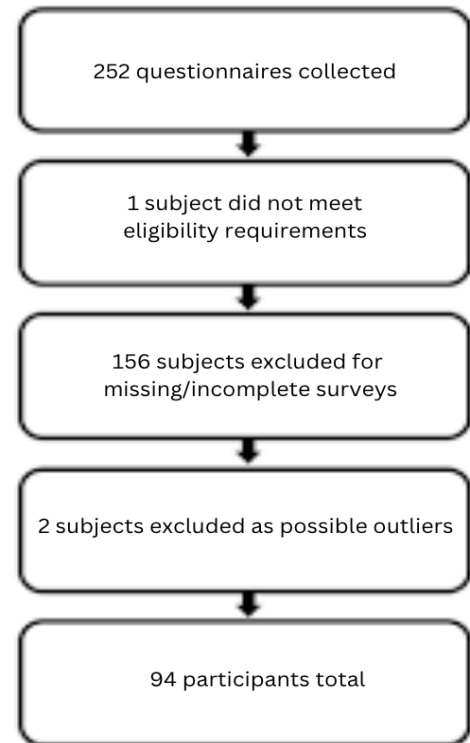 252 questionnaires collected
1 subject did not meet
eligibility requirements
156 subjects excluded for
missing/incomplete surveys
2 subjects excluded as possible outliers
94 participants total